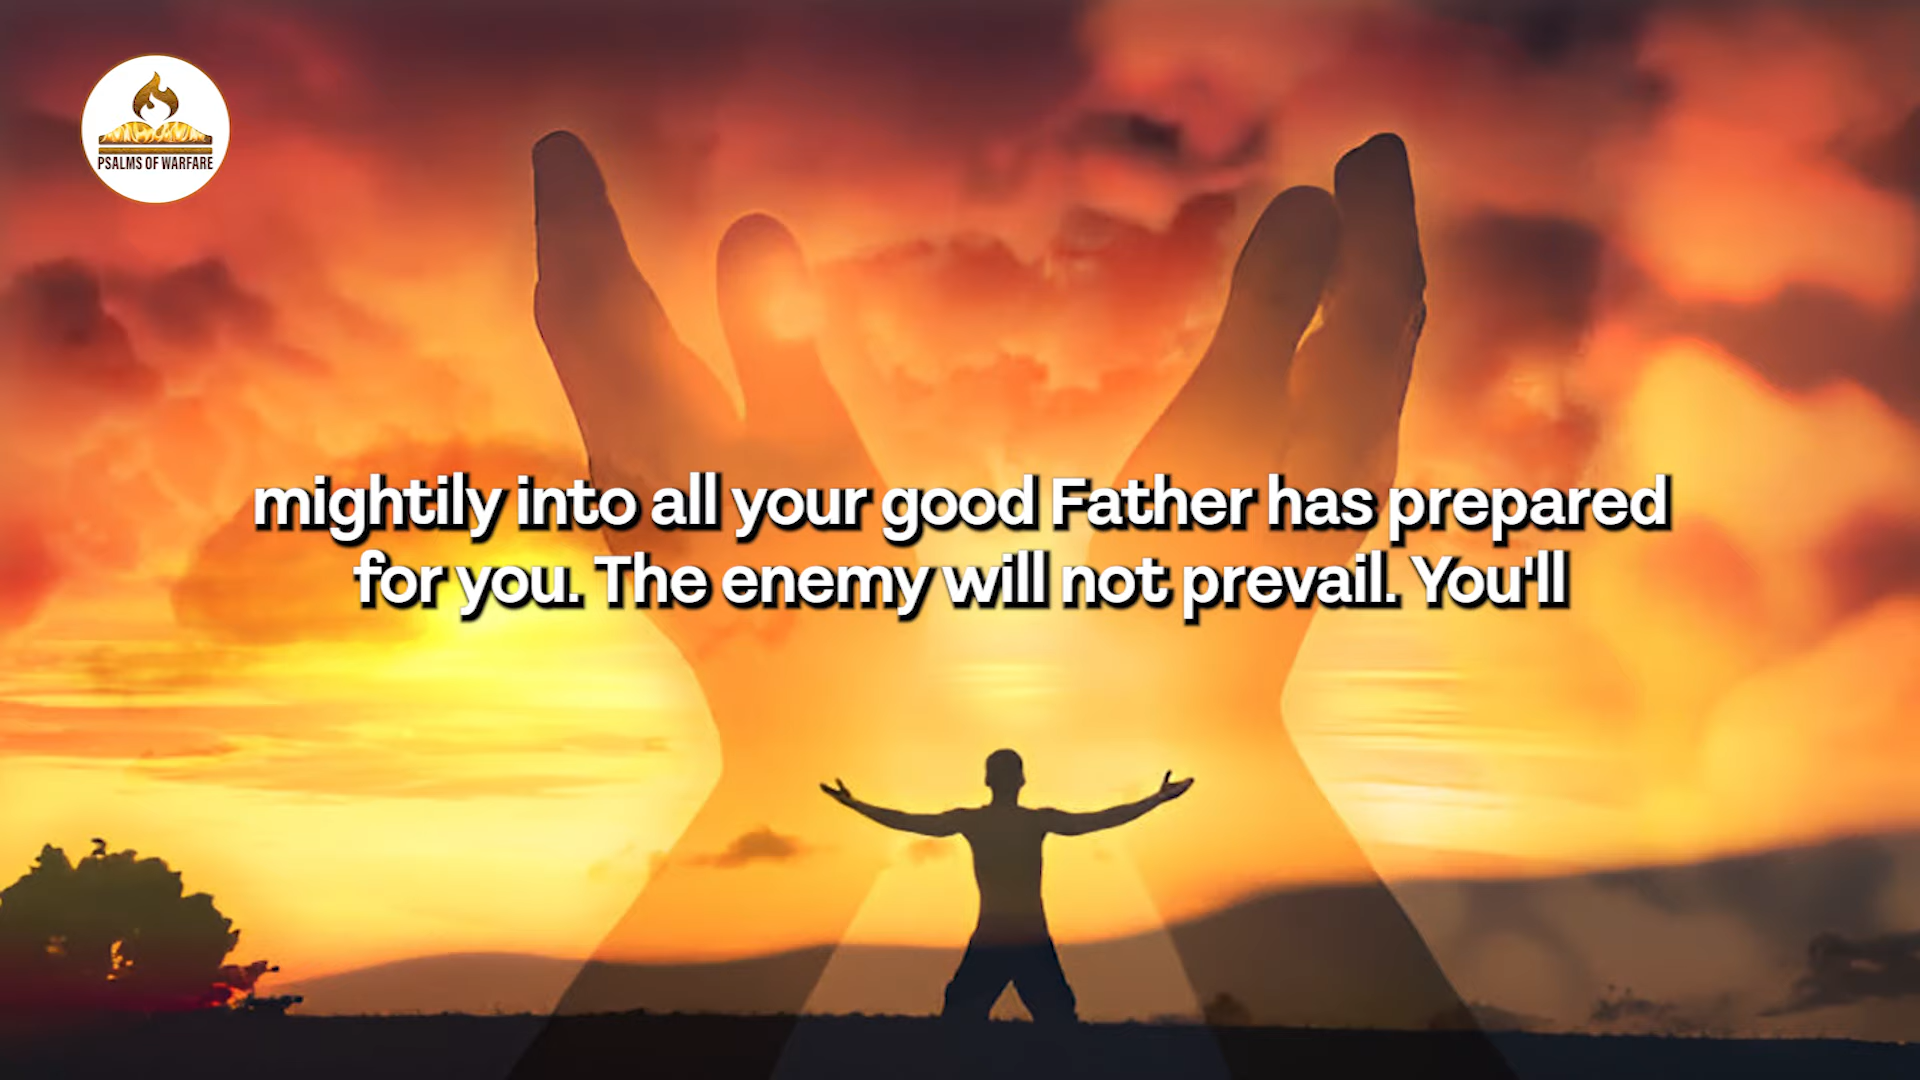 PSALMS OF WARFARE
mightily into all your good Father has prepared
for you. The enemy will not prevail. You'll